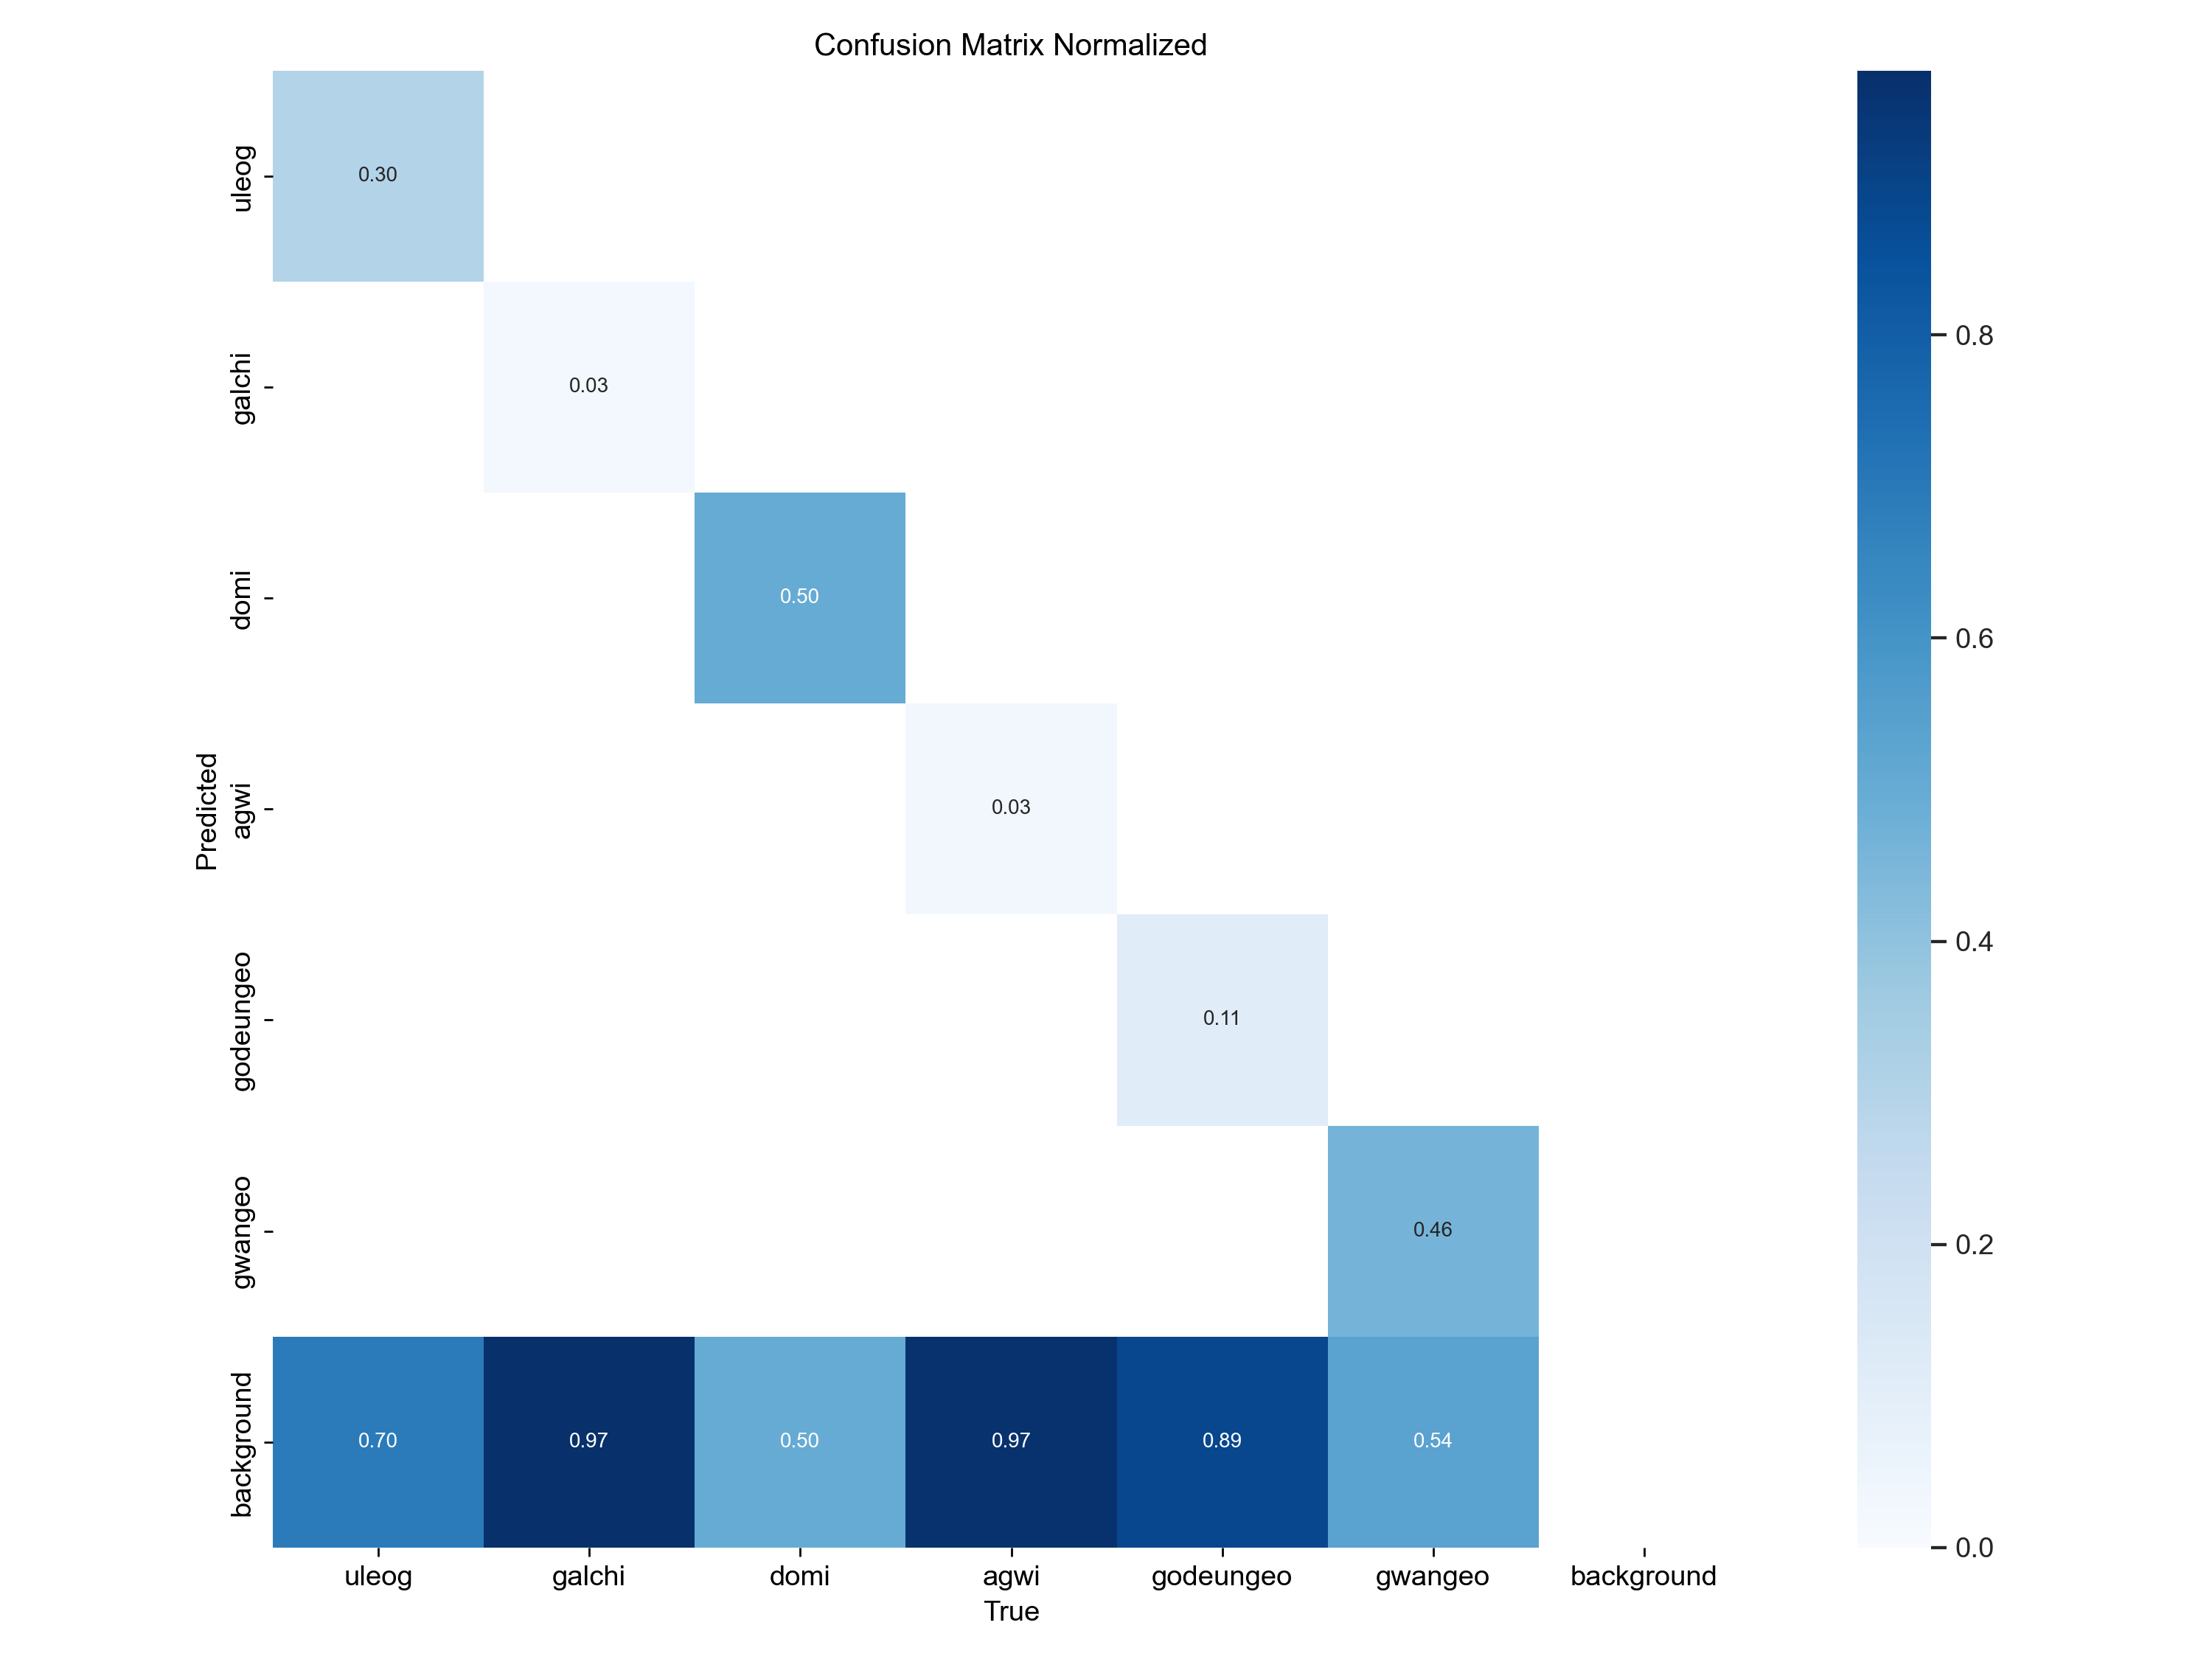 Confusion Matrix Normalized
uleog
0.30
galchi
0.03
domi
0.50
agwi
0.03
godeungeo
0.11
gwangeo
0.46
background
0.70 0.97 0.50 0.97 0.89 0.54
Predicted
uleog galchi domi agwi godeungeo gwangeo background
True
0.8
0.6
0.4
0.2
0.0